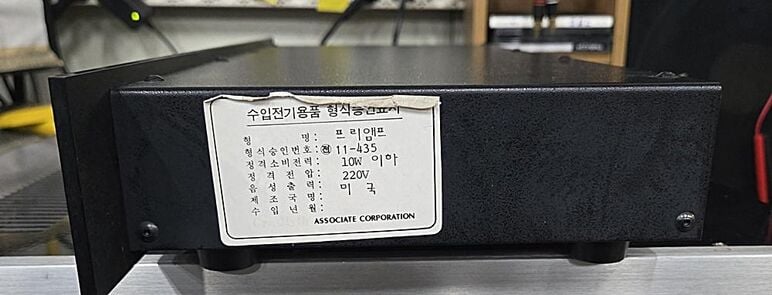 수입전기용품 형식승인표시
형 명 : 프리앰프
형식승인번호 : 전 11-435
정격소비전력 : 10W 이하
정 격 전 압 : 220V
음 성 출 력 : 미 국
제 조 국 명 :
수 입 년 월 :
ASSOCIATE CORPORATION